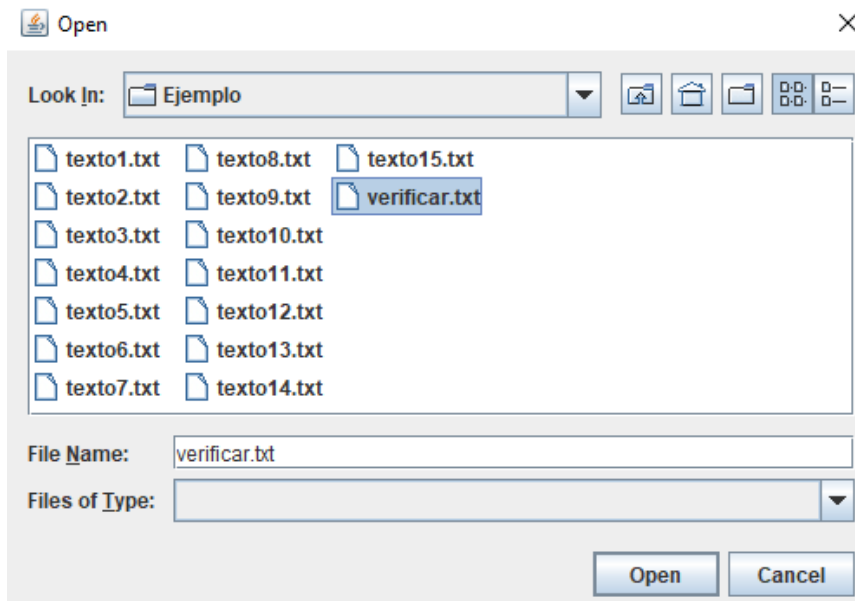 Open
Look In: Ejemplo
texto1.txt texto8.txt texto15.txt
texto2.txt texto9.txt verificar.txt
texto3.txt texto10.txt
texto4.txt texto11.txt
texto5.txt texto12.txt
texto6.txt texto13.txt
texto7.txt texto14.txt
File Name: verificar.txt
Files of Type:
Open Cancel